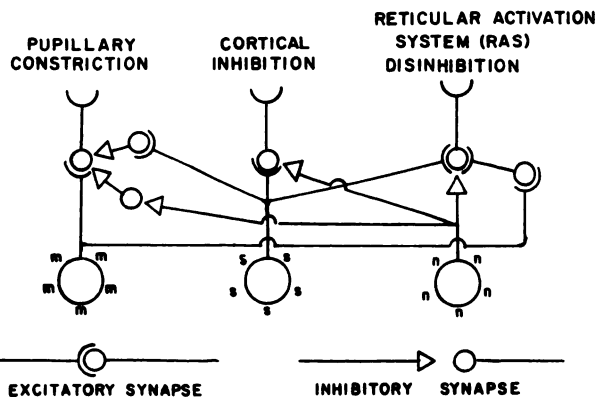 PUPILLARY
CONSTRICTION
CORTICAL
INHIBITION
RETICULAR ACTIVATION
SYSTEM (RAS)
DISINHIBITION
m m
m m
m
s s
s s
s
n n
n n
n
EXCITATORY SYNAPSE
INHIBITORY SYNAPSE